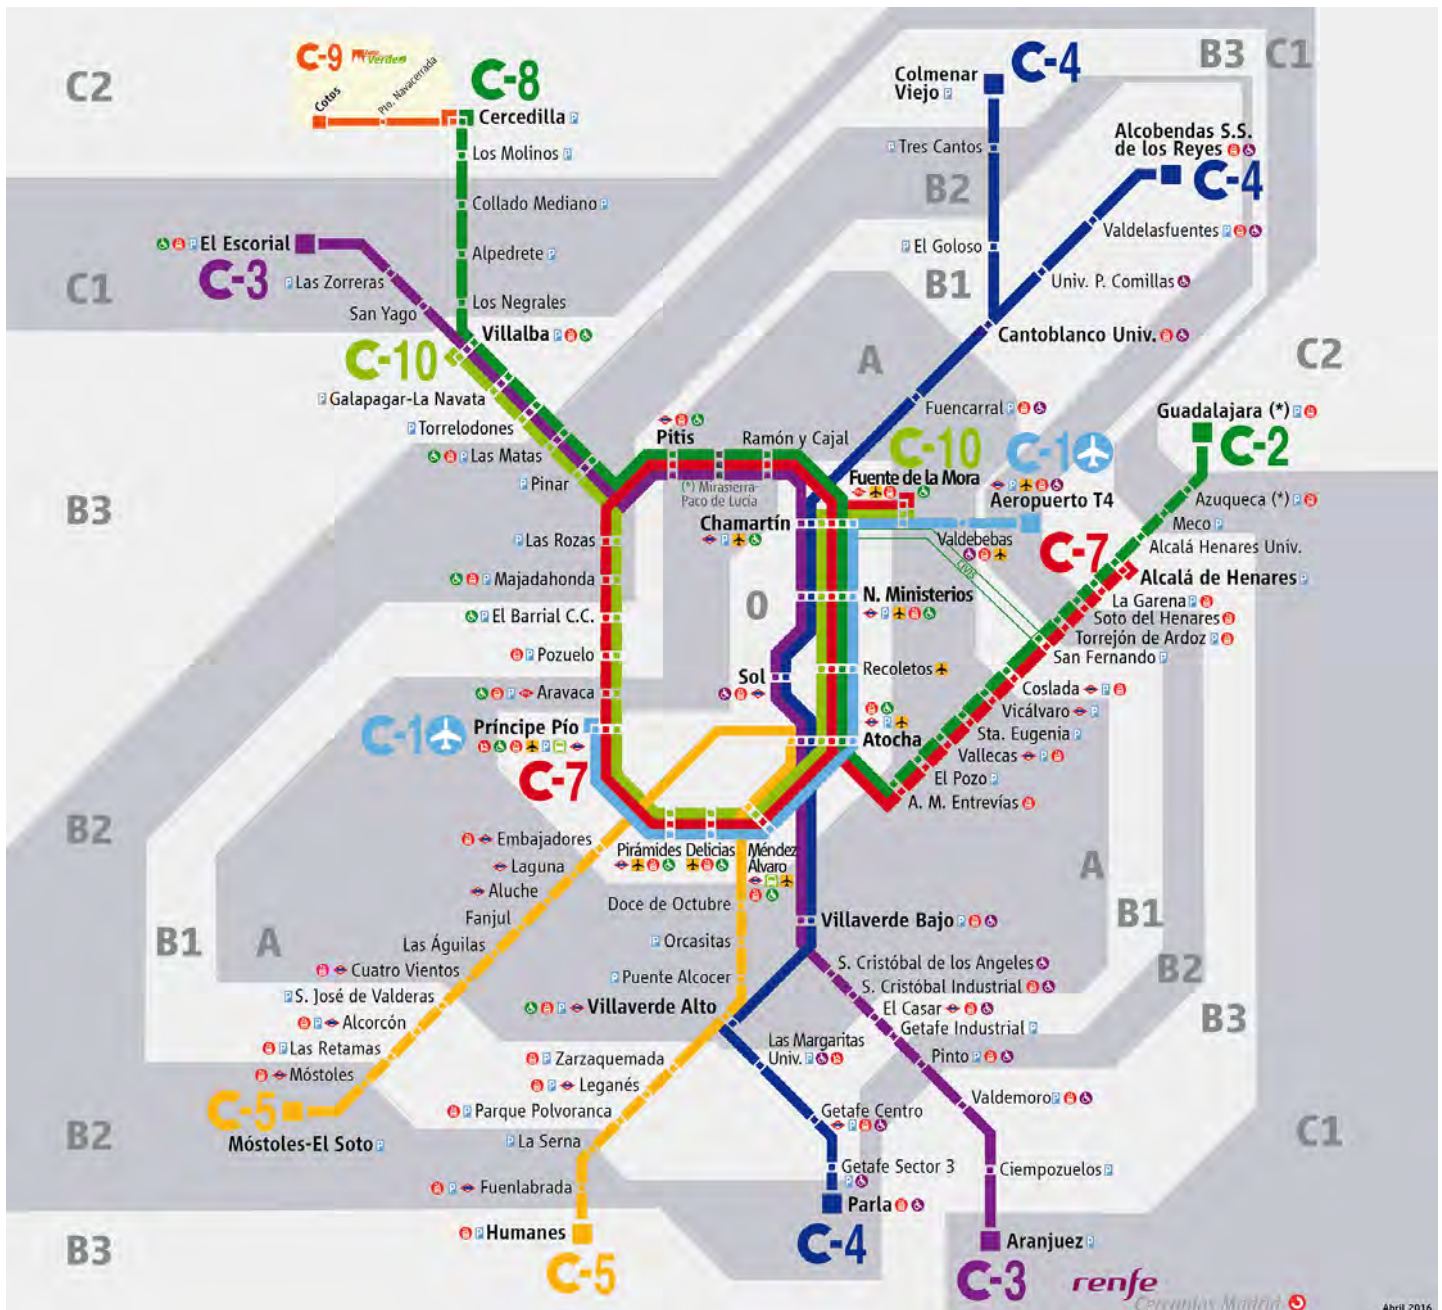 C2
C-9
Verde
Cotos
Pto. Navacerrada
C-8
Cercedilla
Los Molinos
Collado Mediano
Alpedrete
Los Negrales
Villalba
El Escorial
C-3
Las Zorreras
San Yago
C1
C-10
Galapagar-La Navata
Torrelodones
Las Matas
Pinar
B3
Las Rozas
Majadahonda
El Barrial C.C.
Pozuelo
Aravaca
C-1
Príncipe Pío
C-7
Pitis
Ramón y Cajal
(*) Mirasierra-
Paco de Lucía
Chamartín
O
Sol
Colmenar
Viejo
C-4
Tres Cantos
B2
El Goloso
B1
A
B3
C1
Alcobendas S.S.
de los Reyes
C-4
Valdelasfuentes
Univ. P. Comillas
Cantoblanco Univ.
Fuencarral
C-10
Fuente de la Mora
C-1
Aeropuerto T4
Valdebebas
CIVIS
N. Ministerios
Recoletos
Atocha
C2
Guadalajara (*)
C-2
Azuqueca (*)
Meco
Alcalá Henares Univ.
C-7
Alcalá de Henares
La Garena
Soto del Henares
Torrejón de Ardoz
San Fernando
Coslada
Vicálvaro
Sta. Eugenia
Vallecas
El Pozo
A. M. Entrevías
B2
B1
A
Embajadores
Laguna
Aluche
Fanjul
Las Águilas
Cuatro Vientos
S. José de Valderas
Alcorcón
Las Retamas
Móstoles
C-5
Móstoles-El Soto
B2
B3
Pirámides
Delicias
Méndez
Álvaro
Doce de Octubre
Orcasitas
Puente Alcocer
Villaverde Alto
Zarzaquemada
Leganés
Parque Polvoranca
La Serna
Fuenlabrada
Humanes
C-5
Villaverde Bajo
S. Cristóbal de los Angeles
S. Cristóbal Industrial
El Casar
Getafe Industrial
Pinto
Valdemoro
Ciempozuelos
Aranjuez
C-3
Las Margaritas
Univ.
Getafe Centro
Getafe Sector 3
Parla
C-4
A
B1
B2
B3
C1
renfe
Cercanías Madrid
Abril 2016